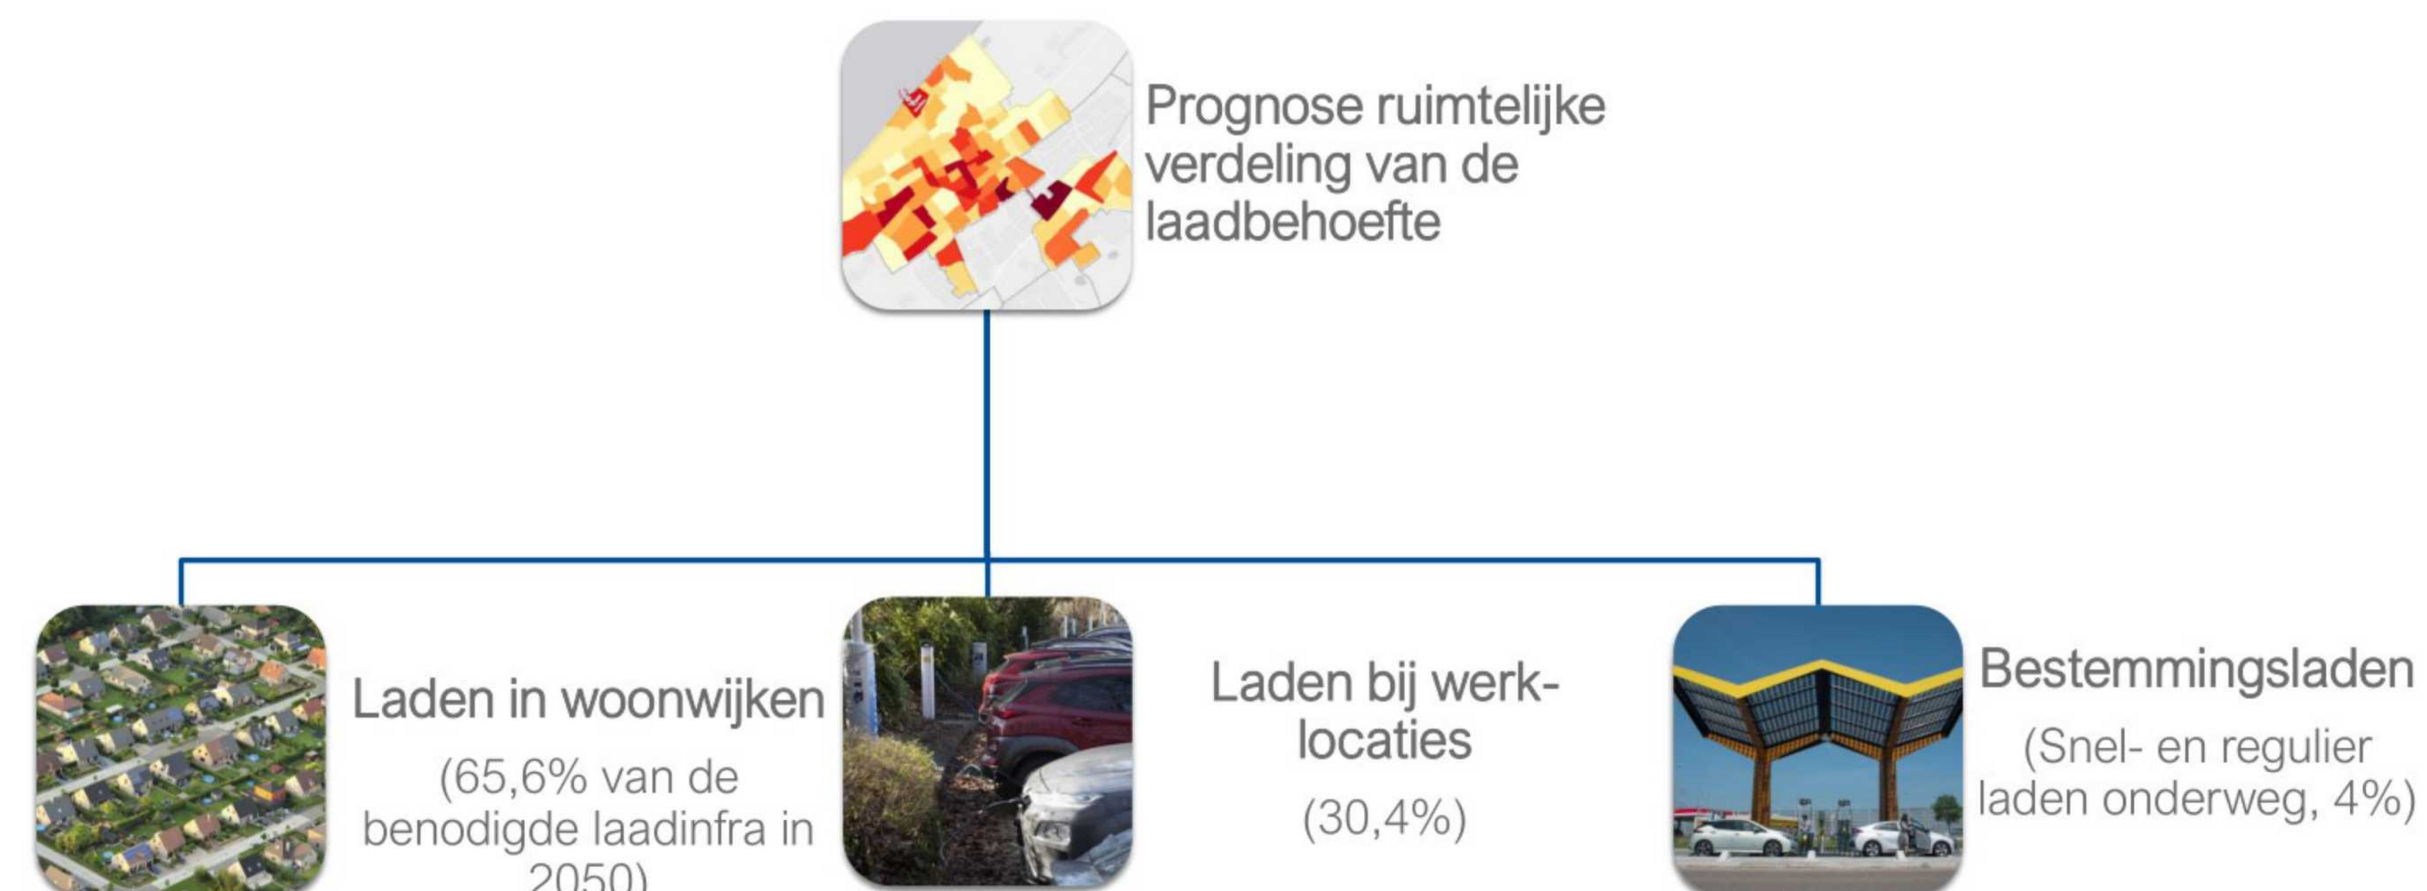 Prognose ruimtelijke
verdeling van de
laadbehoefte
Laden in woonwijken
(65,6% van de
benodigde laadinfra in
2050)
Laden bij werk-
locaties
(30,4%)
Bestemmingsladen
(Snel- en regulier
laden onderweg, 4%)